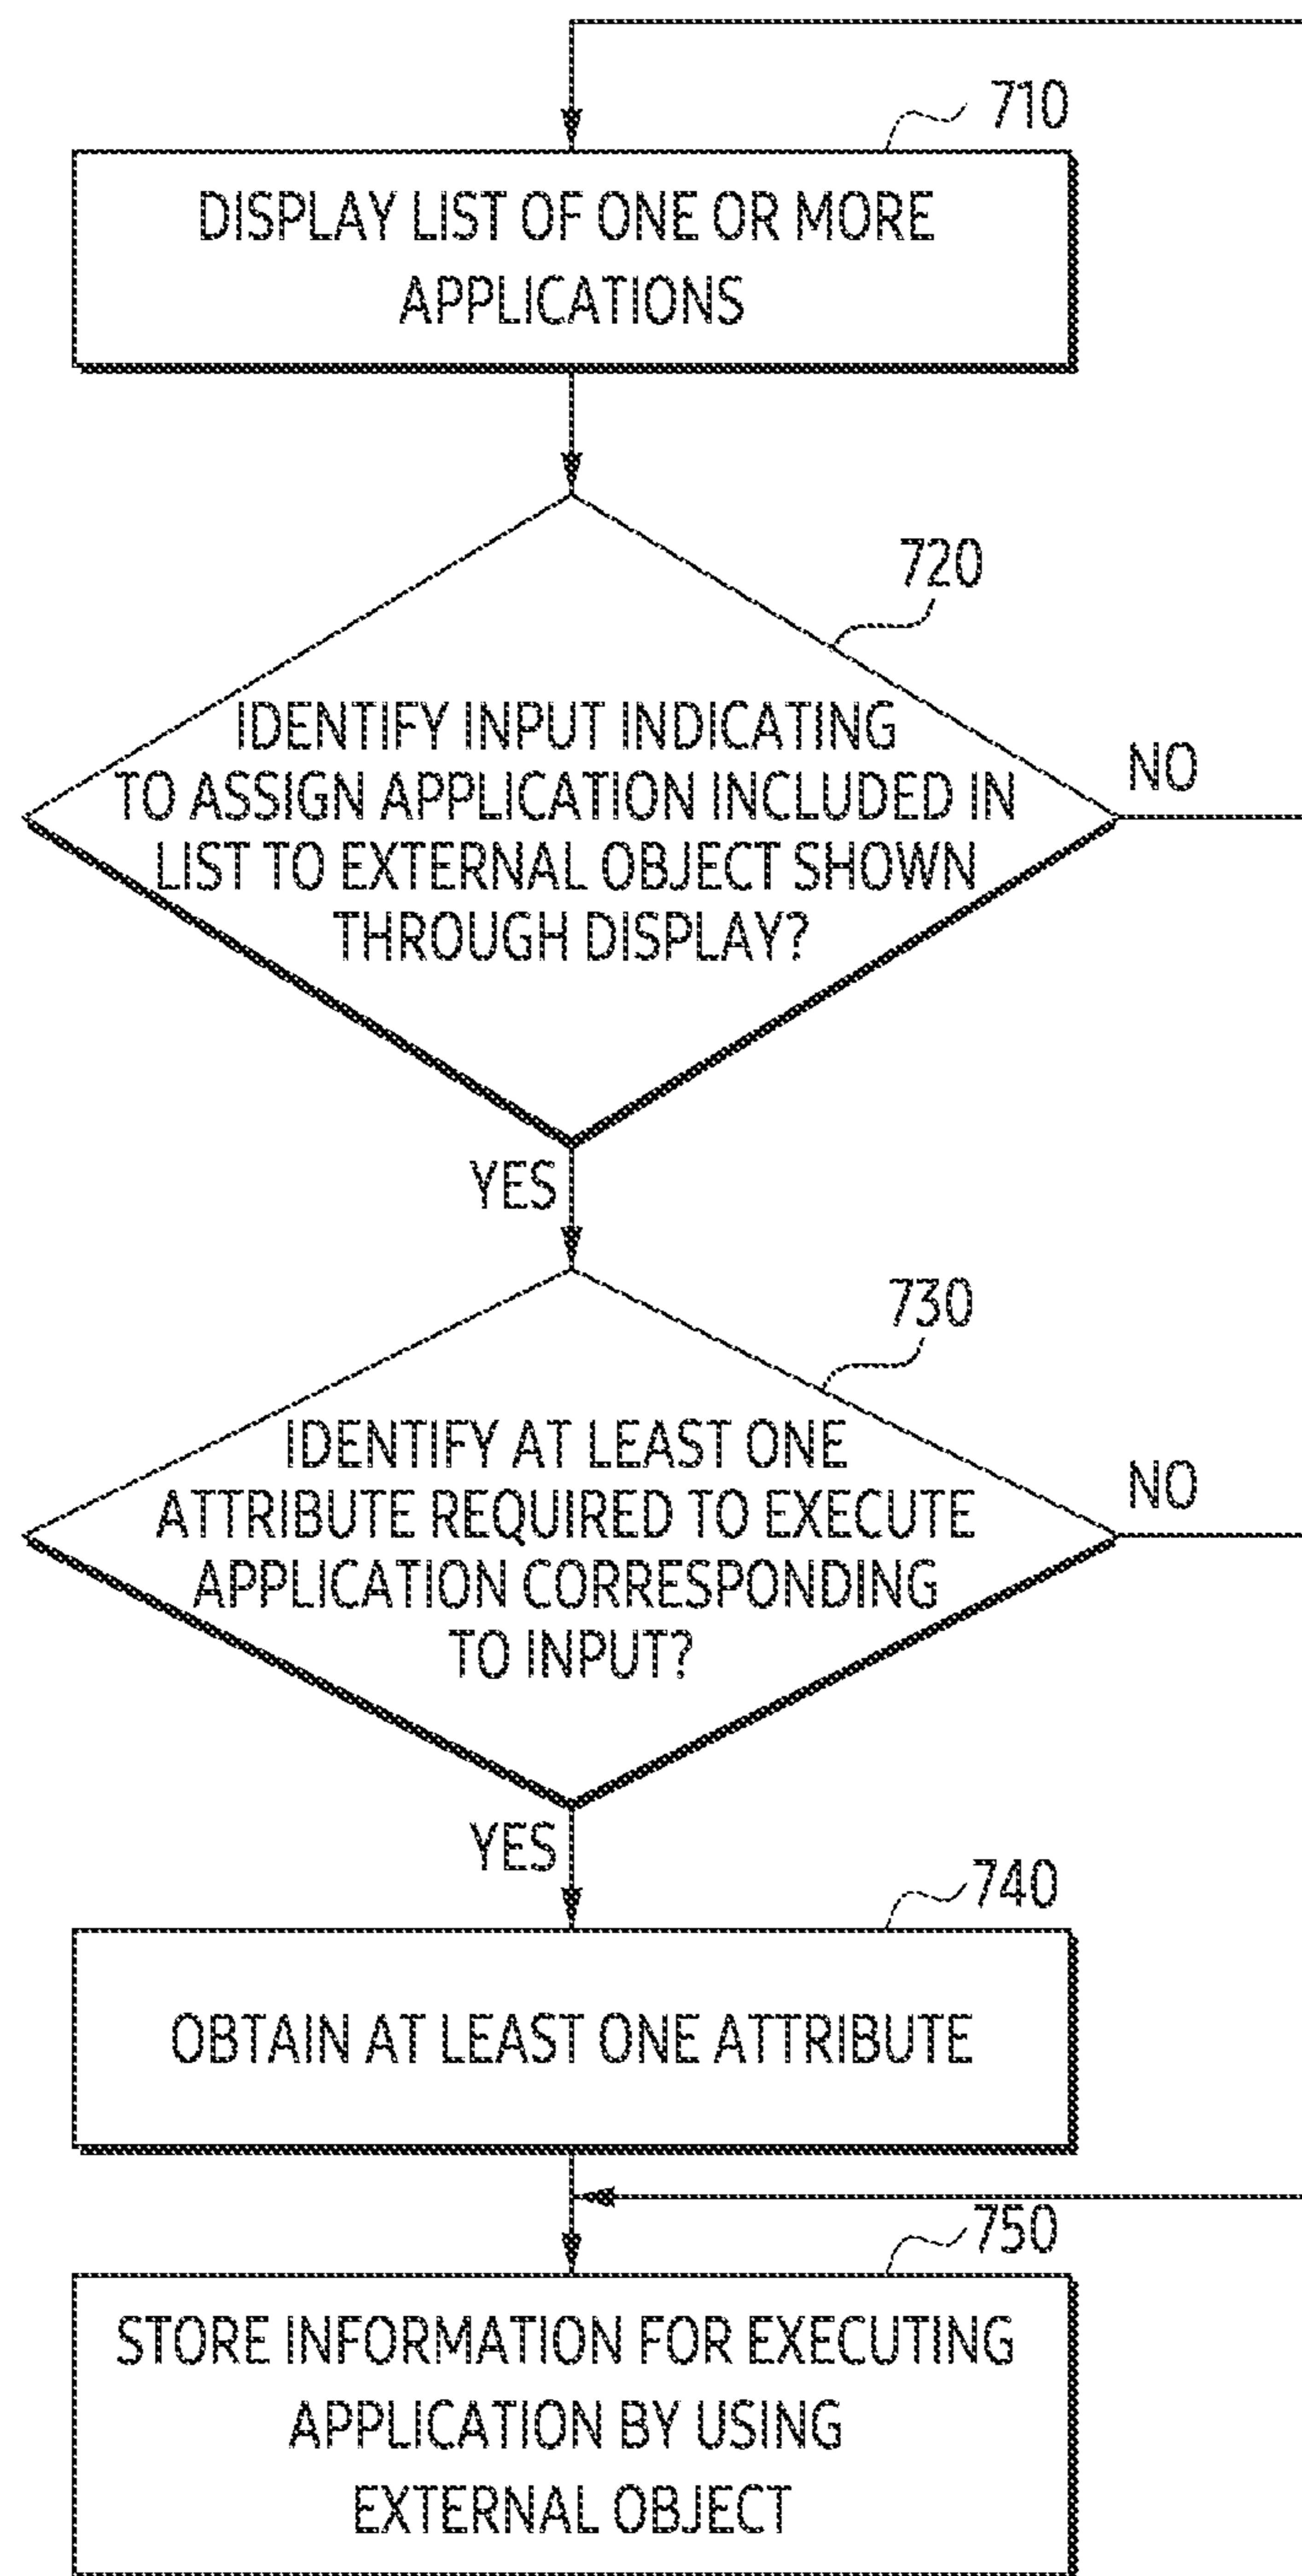 710
DISPLAY LIST OF ONE OR MORE
APPLICATIONS
720
IDENTIFY INPUT INDICATING
TO ASSIGN APPLICATION INCLUDED IN
LIST TO EXTERNAL OBJECT SHOWN
THROUGH DISPLAY?
NO
YES
730
IDENTIFY AT LEAST ONE
ATTRIBUTE REQUIRED TO EXECUTE
APPLICATION CORRESPONDING
TO INPUT?
NO
YES
740
OBTAIN AT LEAST ONE ATTRIBUTE
750
STORE INFORMATION FOR EXECUTING
APPLICATION BY USING
EXTERNAL OBJECT